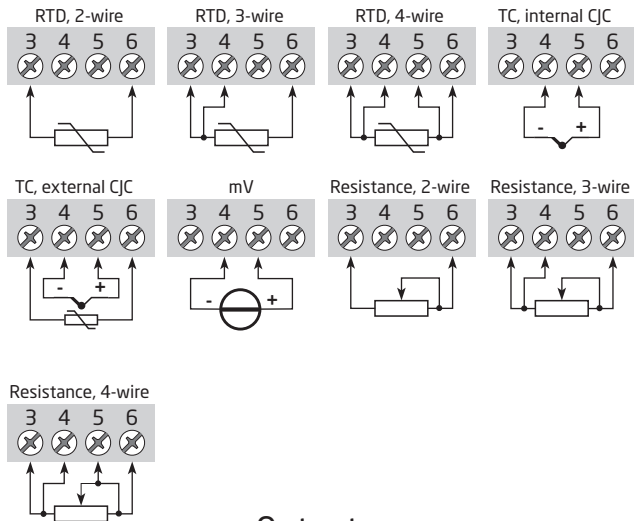 RTD, 2-wire RTD, 3-wire RTD, 4-wire TC, internal CJC
3 4 5 6 3 4 5 6 3 4 5 6 3 4 5 6
- +
TC, external CJC mV Resistance, 2-wire Resistance, 3-wire
3 4 5 6 3 4 5 6 3 4 5 6 3 4 5 6
- + - +
Resistance, 4-wire
3 4 5 6